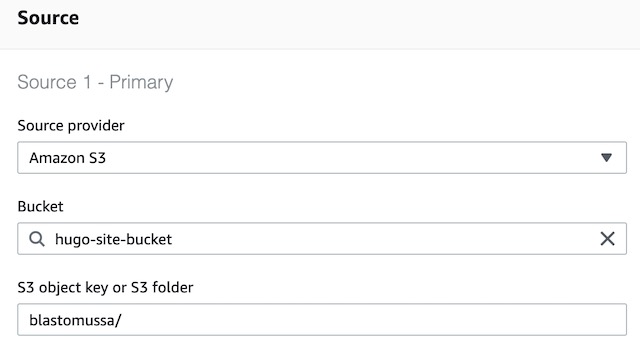 Source
Source 1 - Primary
Source provider
Amazon S3
Bucket
hugo-site-bucket
S3 object key or S3 folder
blastomussa/